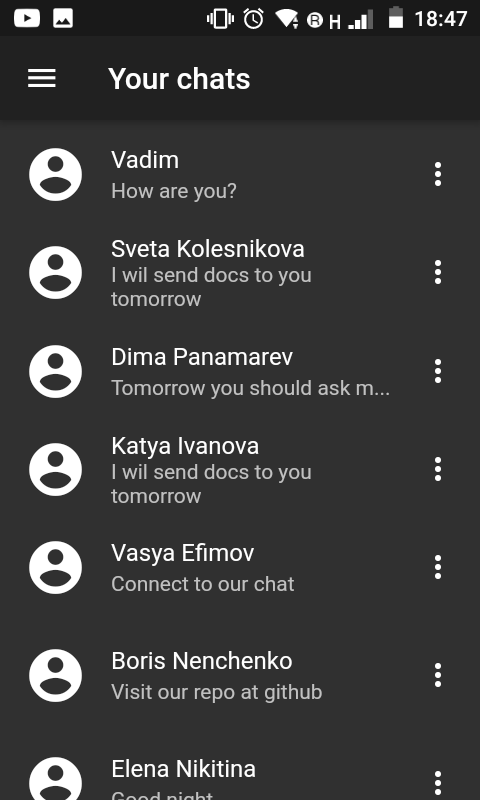 R H 18:47
Your chats
Vadim
How are you?
Sveta Kolesnikova
I wil send docs to you
tomorrow
Dima Panamarev
Tomorrow you should ask m...
Katya Ivanova
I wil send docs to you
tomorrow
Vasya Efimov
Connect to our chat
Boris Nenchenko
Visit our repo at github
Elena Nikitina
Good night